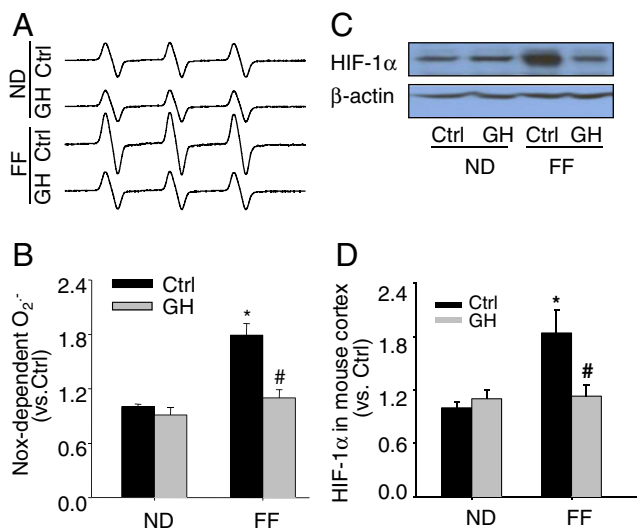 A
ND
Ctrl
GH
FF
Ctrl
GH
C
HIF-1α
β-actin
Ctrl GH Ctrl GH
ND FF
B
Nox-dependent O₂·⁻
(vs.Ctrl)
2.4
1.8
1.2
0.6
0.0
Ctrl
GH
*
#
ND FF
D
HIF-1α in mouse cortex
(vs. Ctrl)
2.4
1.8
1.2
0.6
0.0
Ctrl
GH
*
#
ND FF